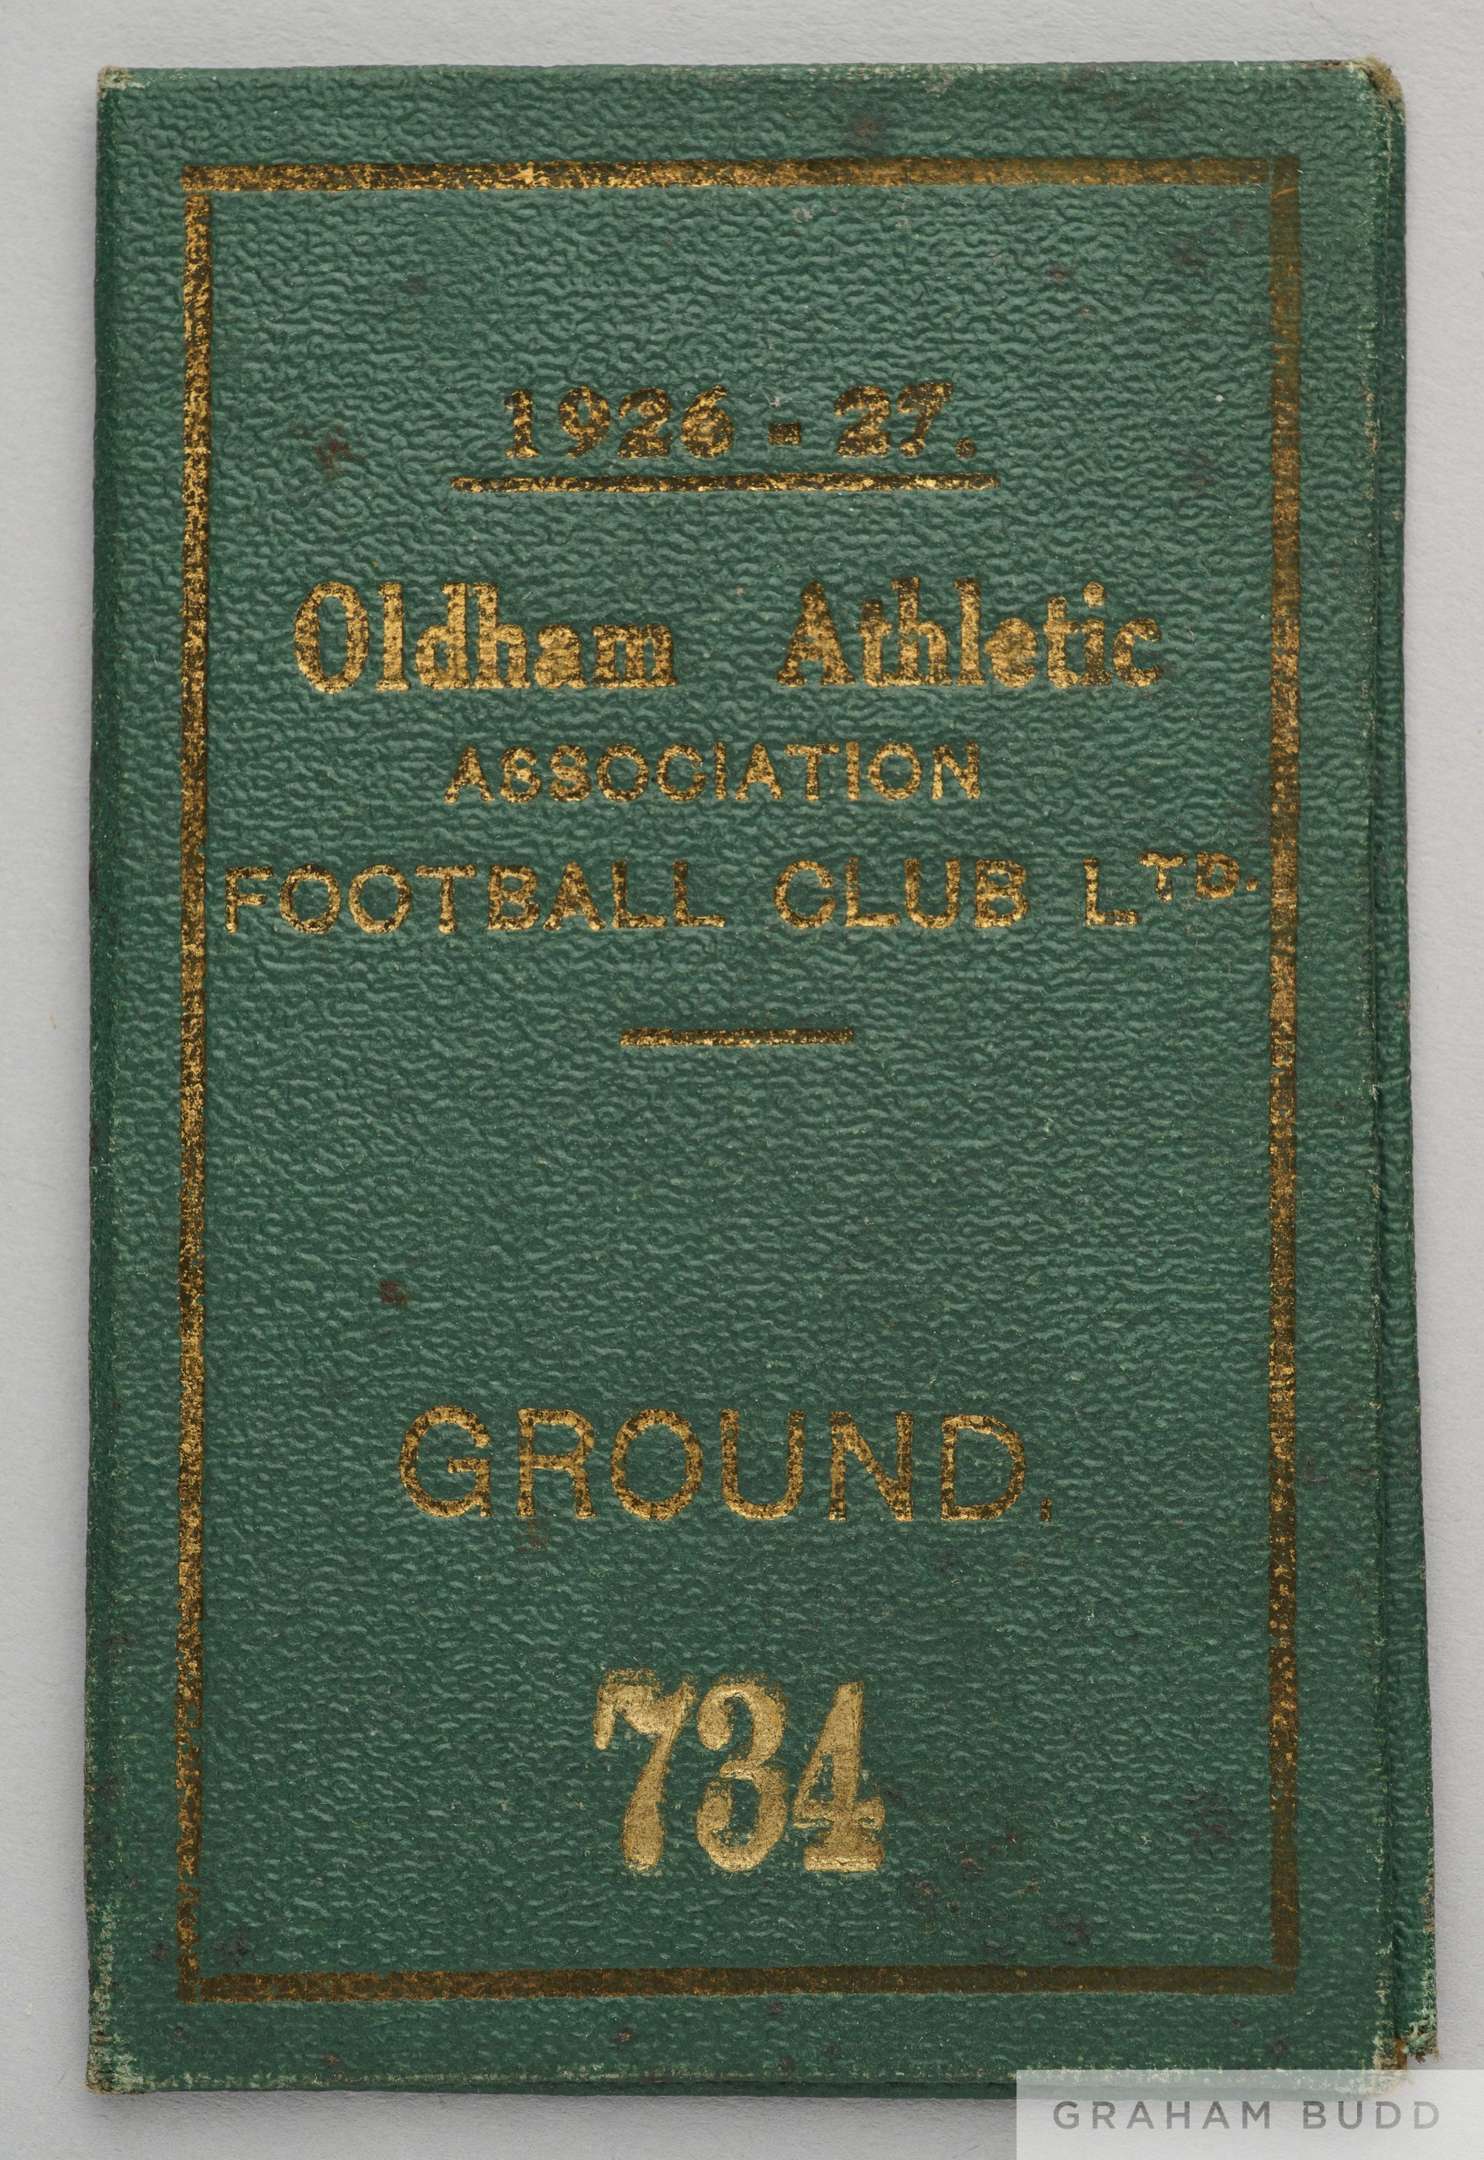 1926 - 27.
Oldham Athletic
ASSOCIATION
FOOTBALL CLUB LTD.
GROUND.
734
GRAHAM BUDD